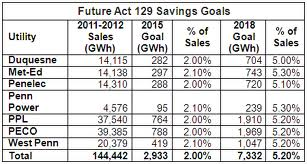 Future Act 129 Savings Goals
Utility 2011-2012 Sales (GWh) 2015 Goal (GWh) % of Sales 2018 Goal (GWh) % of Sales
Duquesne 14,115 282 2.00% 704 5.00%
Met-Ed 14,138 297 2.10% 743 5.30%
Penelec 14,310 288 2.00% 720 5.10%
Penn
Power 4,576 95 2.10% 239 5.30%
PPL 37,540 764 2.00% 1,910 5.20%
PECO 39,385 788 2.00% 1,969 5.20%
West Penn 20,379 419 2.10% 1,047 5.20%
Total 144,442 2,933 2.00% 7,332 5.20%